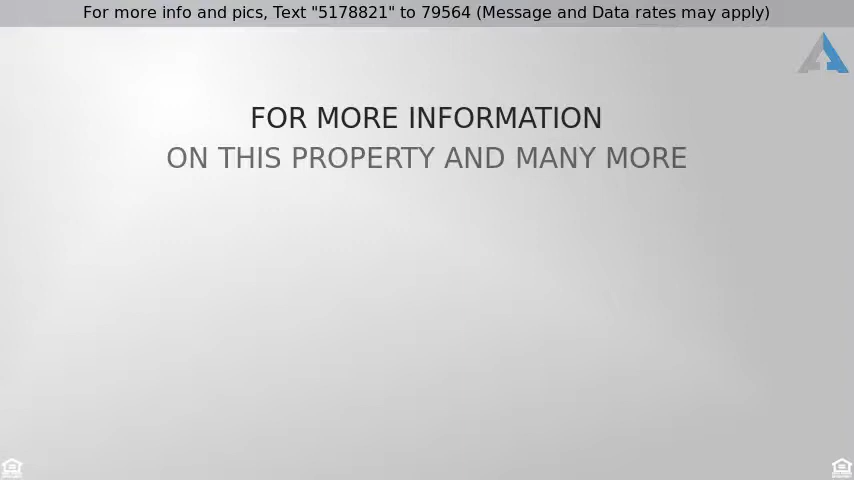 For more info and pics, Text "5178821" to 79564 (Message and Data rates may apply)
FOR MORE INFORMATION
ON THIS PROPERTY AND MANY MORE